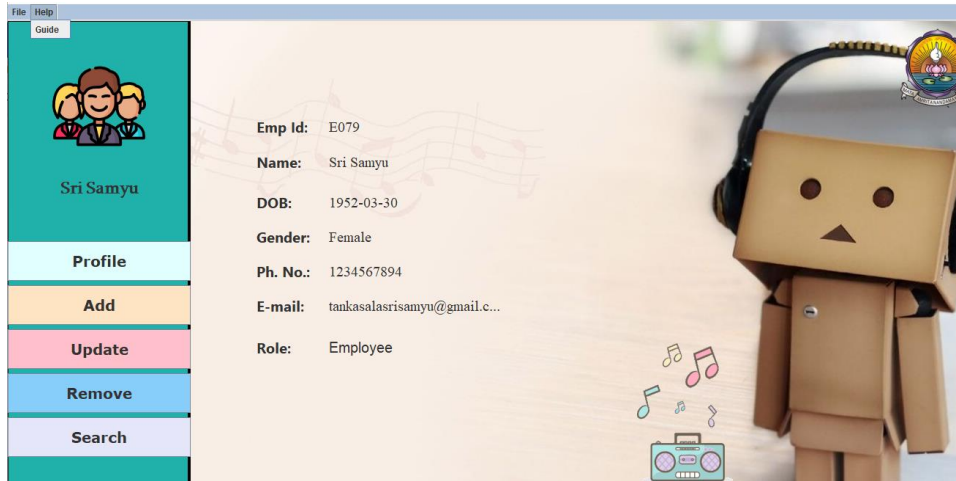 File Help
Guide
Sri Samyu
Profile
Add
Update
Remove
Search
Emp Id: E079
Name: Sri Samyu
DOB: 1952-03-30
Gender: Female
Ph. No.: 1234567894
E-mail: tankasalasrisamyu@gmail.c...
Role: Employee